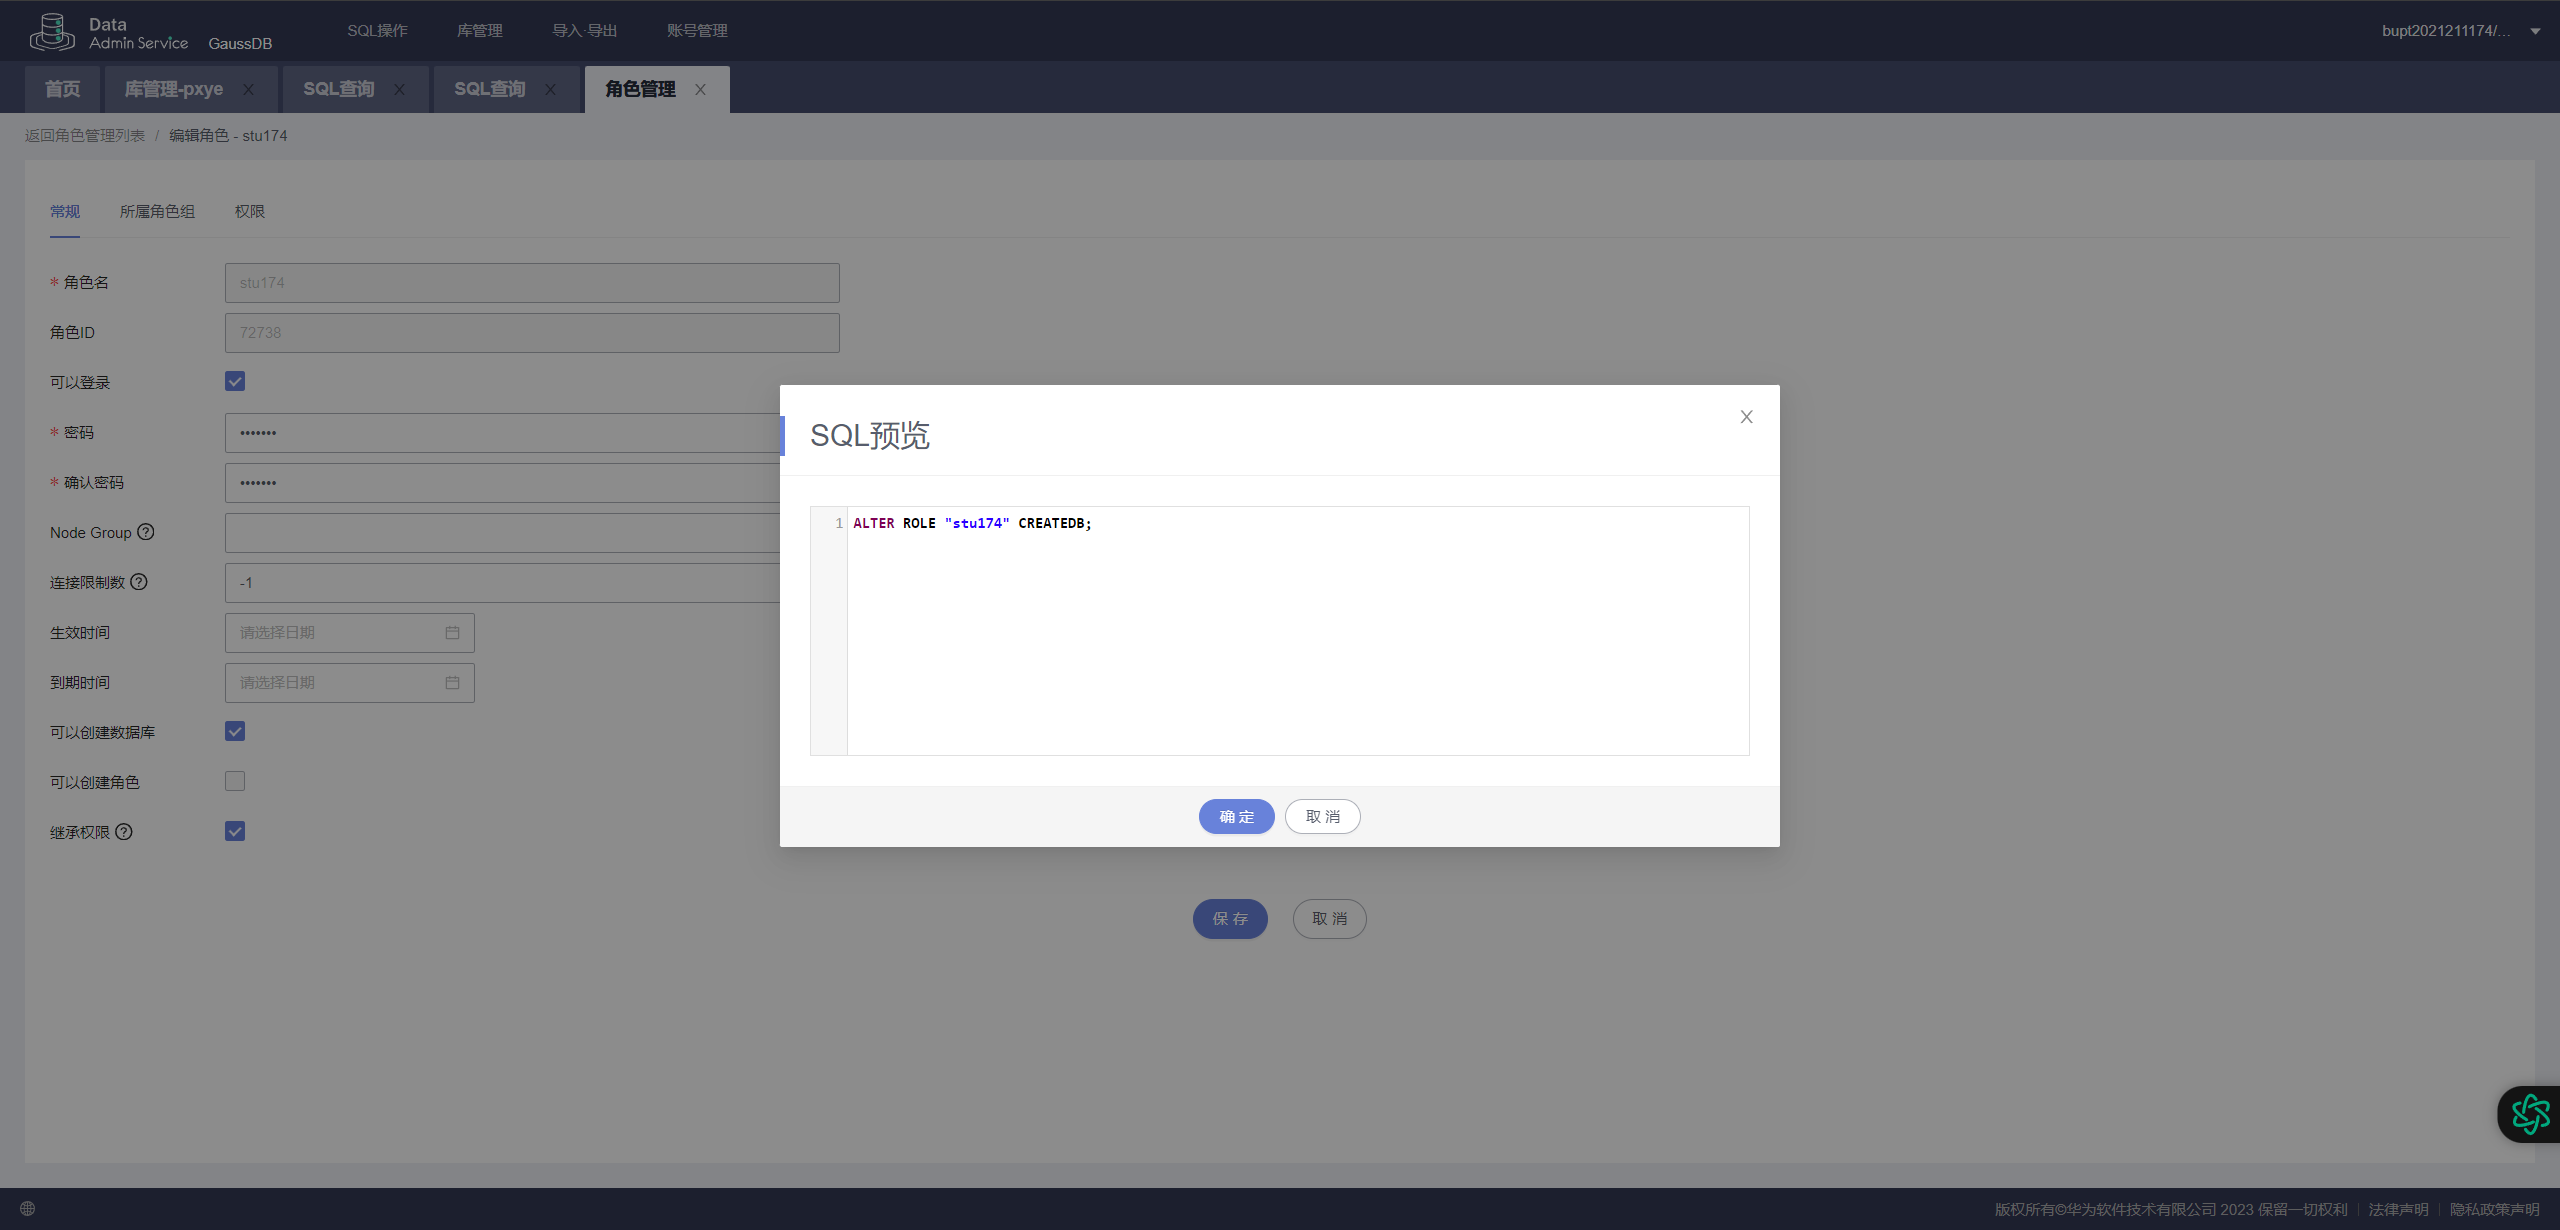 Data
Admin Service GaussDB SQL操作 库管理 导入·导出 账号管理 bupt2021211174/...
首页 库管理-pxye SQL查询 SQL查询 角色管理
返回角色管理列表 / 编辑角色 - stu174
常规 所属角色组 权限
* 角色名 stu174
角色ID 72738
可以登录
* 密码 •••••••
* 确认密码 •••••••
Node Group ?
连接限制数 ? -1
生效时间 请选择日期
到期时间 请选择日期
可以创建数据库
可以创建角色
继承权限 ?
SQL预览
1 ALTER ROLE "stu174" CREATEDB;
确定 取消
保存 取消
版权所有©华为软件技术有限公司 2023 保留一切权利 | 法律声明 | 隐私政策声明